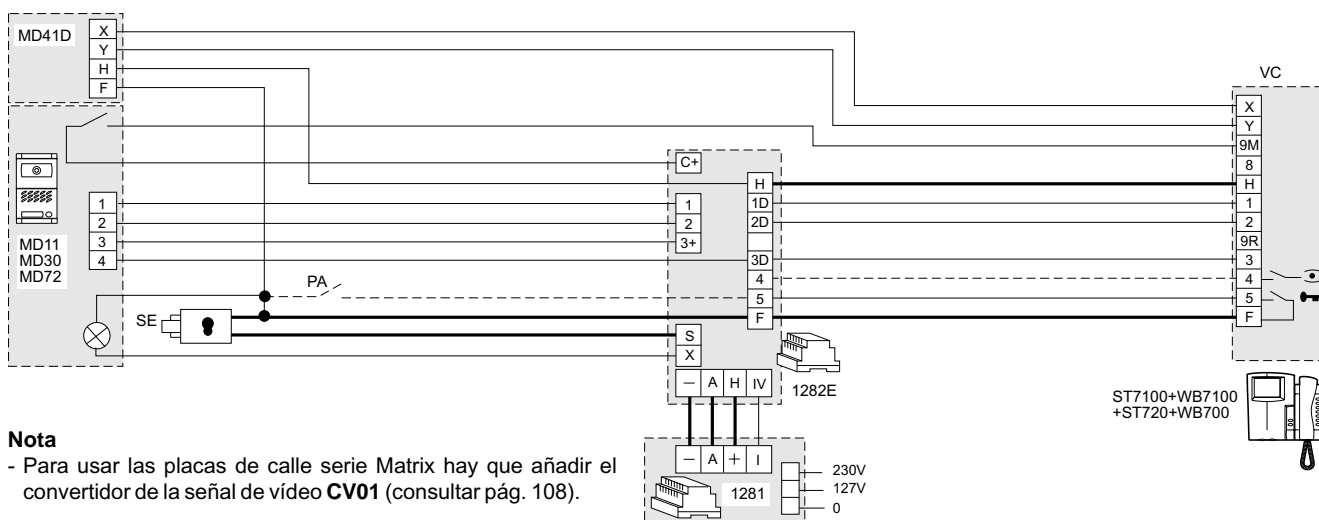 MD41D
X
Y
H
F
VC
X
Y
9M
8
H
1
2
9R
3
4
5
F
C+
H
1D
2D
3D
4
5
F
1
2
3+
1
2
3
4
MD11
MD30
MD72
PA
SE
S
X
— A H IV
1282E
ST7100+WB7100
+ST720+WB700
— A + I
1281
230V
127V
0
Nota
- Para usar las placas de calle serie Matrix hay que añadir el
convertidor de la señal de vídeo CV01 (consultar pág. 108).